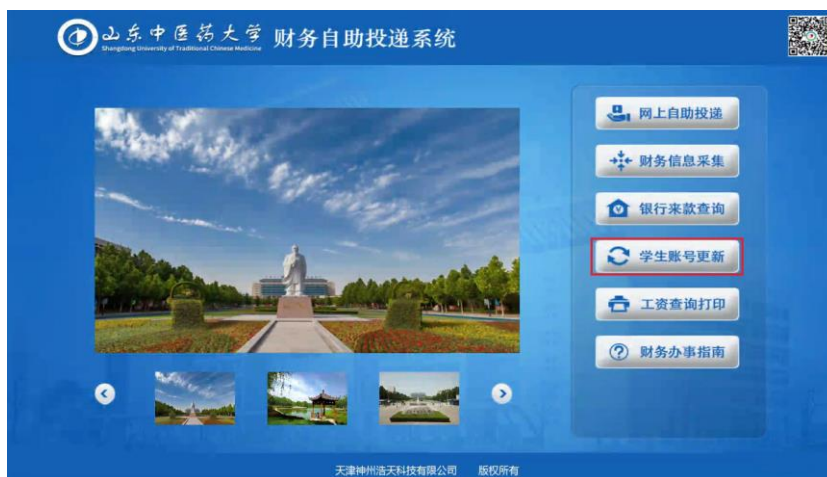 山东中医药大学 财务自助投递系统
Shangdong University of Traditional Chinese Medicine
网上自助投递
财务信息采集
银行来款查询
学生账号更新
工资查询打印
财务办事指南
天津神州浩天科技有限公司 版权所有